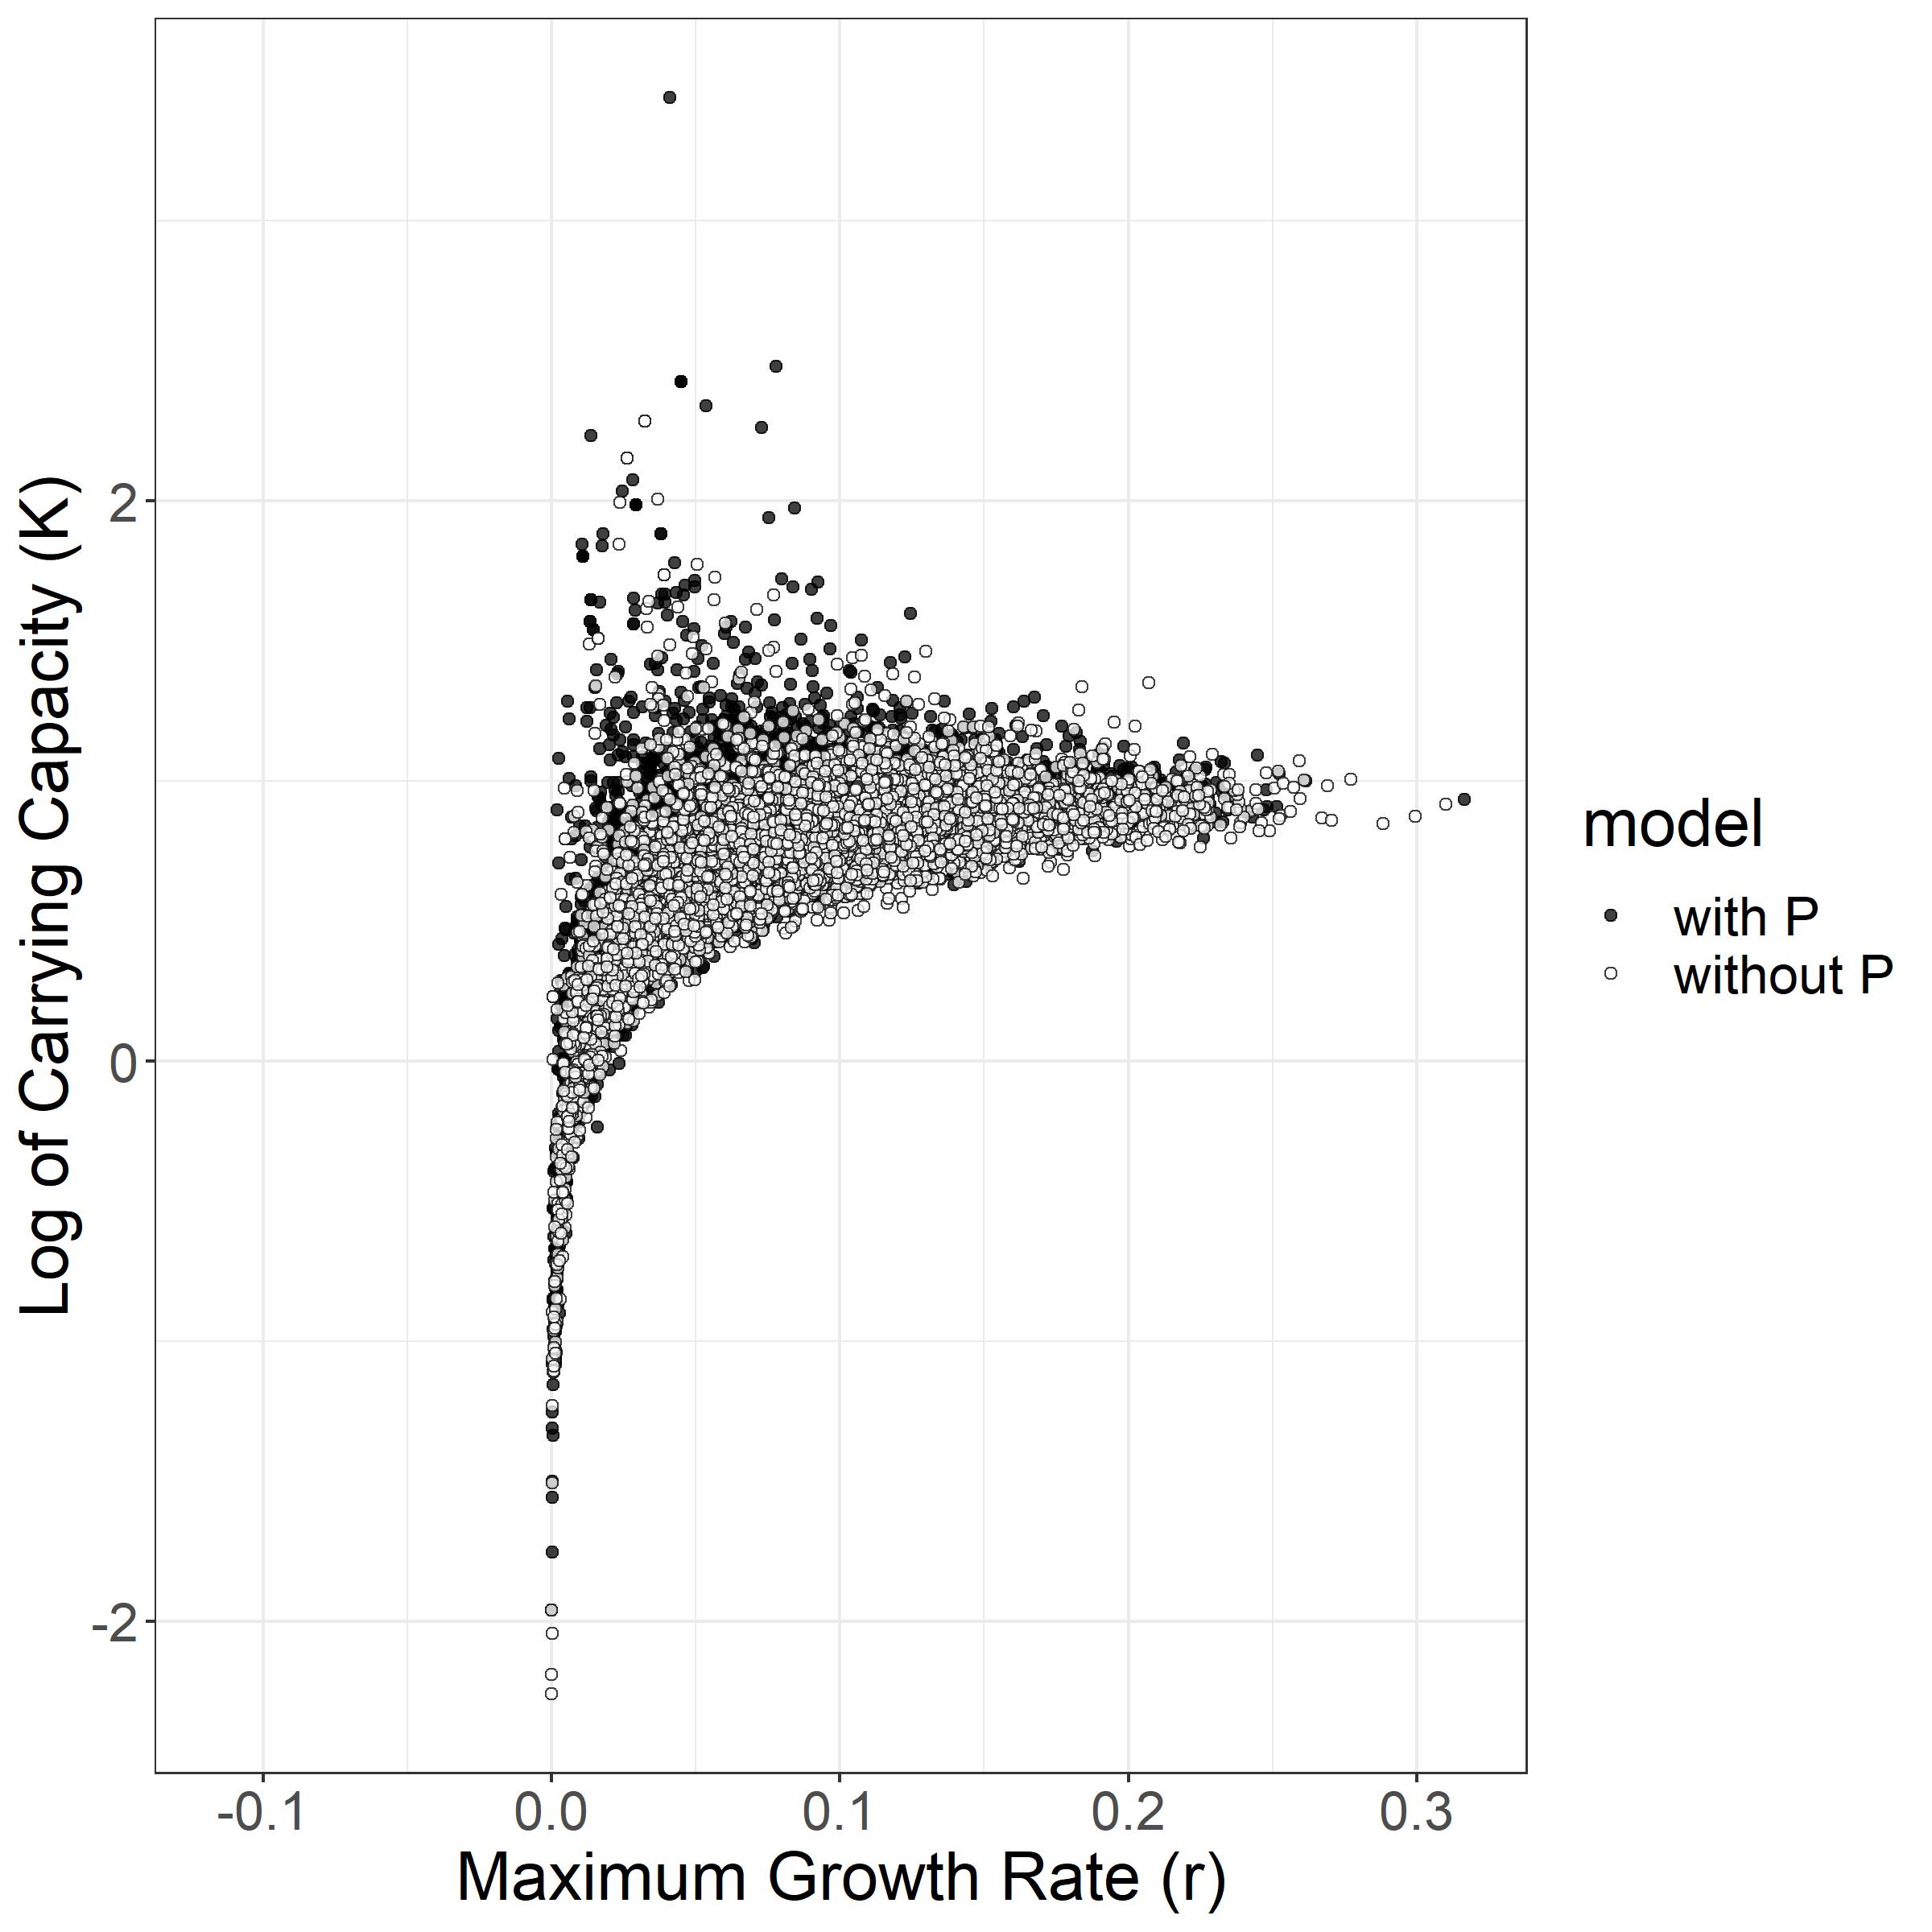 Log of Carrying Capacity (K)
2
0
-2
-0.1 0.0 0.1 0.2 0.3
Maximum Growth Rate (r)
model
with P
without P